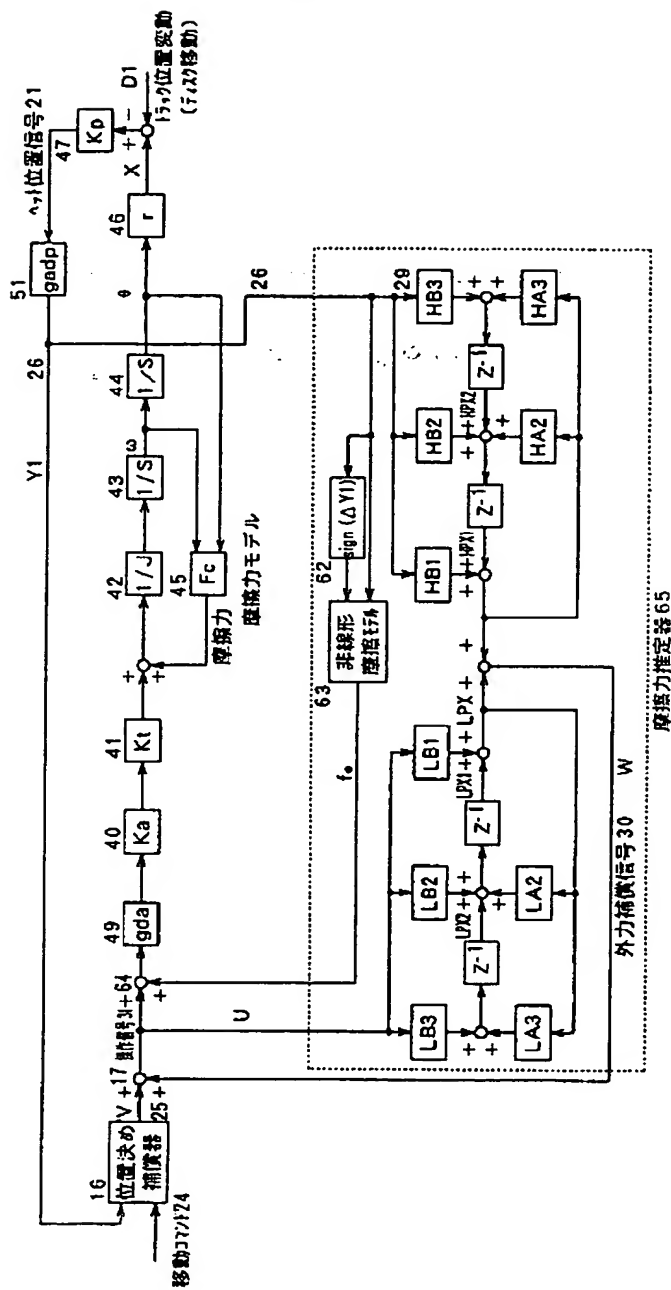 移動コマンド24
16
位置決め
補償器
V
25
+
+
17
操作信号31
+
64
+
U
49
gda
40
Ka
41
Kt
+
+
42
1/J
43
1/S
ω
44
1/S
θ
45
Fc
摩擦力
摩擦力モデル
46
r
X
+
-
D1
トラック位置変動
(ディスク移動)
47
Kp
ヘッド位置信号21
51
gadp
26
Y1
26
29
62
sign(ΔY1)
63
非線形
摩擦モデル
LB3
LB2
LB1
+
+
LPX2
+
+
+
LPX1
+
+
LPX
+
+
Z-1
Z-1
LA3
LA2
HB1
HB2
HB3
HPX1
+
+
HPX2
+
+
+
+
+
Z-1
Z-1
HA2
HA3
外力補償信号30
W
摩擦力推定器65